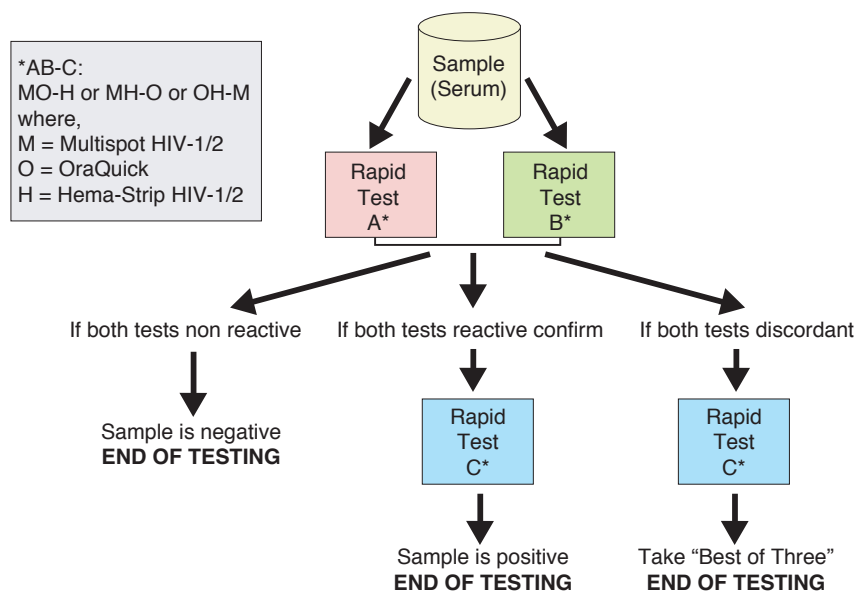 *AB-C:
MO-H or MH-O or OH-M
where,
M = Multispot HIV-1/2
O = OraQuick
H = Hema-Strip HIV-1/2
Sample
(Serum)
Rapid
Test
A*
Rapid
Test
B*
If both tests non reactive
If both tests reactive confirm
If both tests discordant
Sample is negative
END OF TESTING
Rapid
Test
C*
Rapid
Test
C*
Sample is positive
END OF TESTING
Take “Best of Three”
END OF TESTING